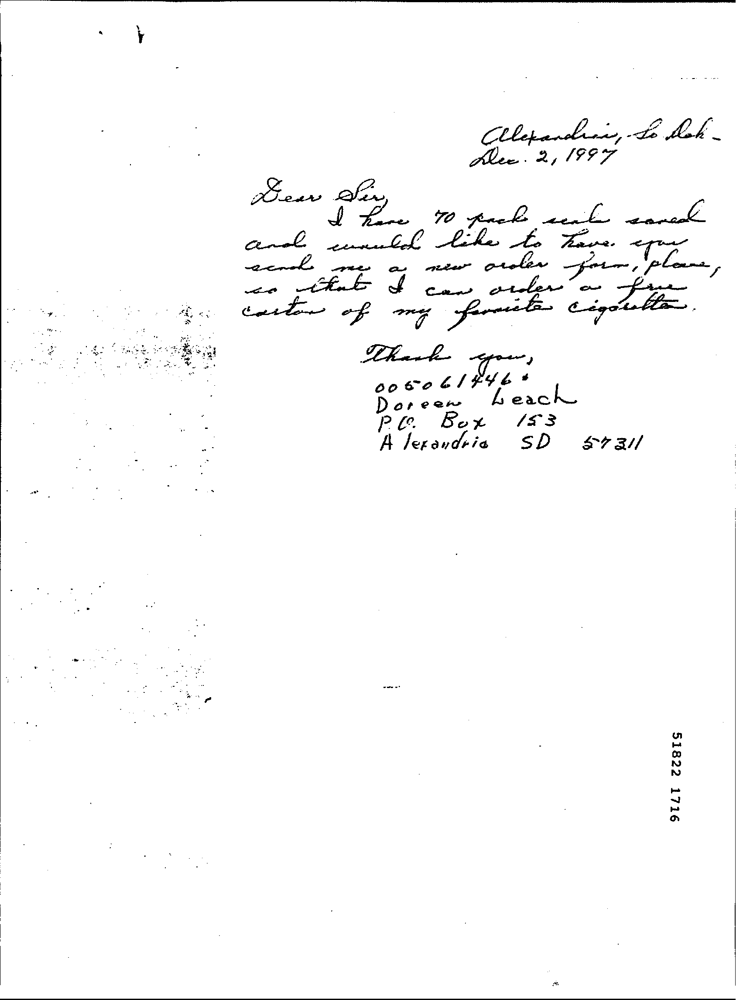 Alexandria, So Dak-
Dec. 2, 1997
Dear Sir,
I have 70 pack seals saved
and would like to have you
send me a new order form, please,
so that I can order a free
carton of my favorite cigarettes.
Thank you,
0050614460
Doreen Leach
P.O. Box 153
Alexandria SD 57311
51822 1716